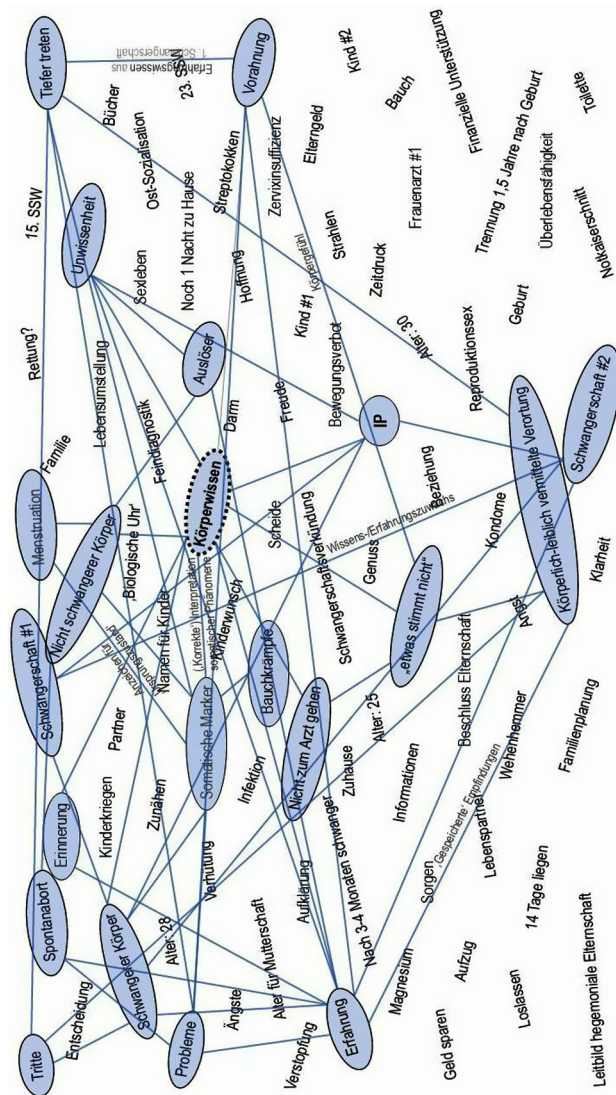 Tritte
Spontanabort
Schwangerschaft #1
Menstruation
Rettung?
15. SSW
Tiefer treten
Entscheidung
Erinnerung
Familie
Nicht schwangerer Körper
Unwissenheit
Lebensumstellung
Bücher
Schwangerer Körper
Kinderkriegen
Partner
'Anzeichen für'
Ursprungszustand
'Biologische Uhr'
Feindiagnostik
Sexleben
Ost-Sozialisation
Probleme
Alter: 28
Zunähen
Namen für Kinder
Noch 1 Nacht zu Hause
23. SSW
Erfahrungswissen aus
1. Schwangerschaft
Ängste
Verhütung
Somatische Marker
('Korrekte') Interpretation
somatischer Phänomene
Körperwissen
Auslöser
Streptokokken
Vorahnung
Verstopfung
Alter für Mutterschaft
Infektion
Kinderwunsch
Darm
Hoffnung
Zervixinsuffizienz
Aufklärung
Bauchkrämpfe
Scheide
Freude
Kind #1
Elterngeld
Erfahrung
Nicht zum Arzt gehen
Schwangerschaftsverkündung
Bewegungsverbot
Körpergefühl
Strahlen
Kind #2
Nach 3-4 Monaten schwanger
Zuhause
Alter: 25
Genuss
IP
Zeitdruck
Bauch
Magnesium
Sorgen
Informationen
„etwas stimmt nicht"
Wissens-/Erfahrungszuwachs
Beziehung
Alter: 30
Frauenarzt #1
Geld sparen
Aufzug
Lebenspartner
'Gespeicherte' Empfindungen
Beschluss Elternschaft
Kondome
Reproduktionssex
Finanzielle Unterstützung
Loslassen
14 Tage liegen
Wehenhemmer
Angst
Körperlich-leiblich vermittelte Verortung
Geburt
Trennung 1,5 Jahre nach Geburt
Überlebensfähigkeit
Familienplanung
Klarheit
Schwangerschaft #2
Toilette
Leitbild hegemoniale Elternschaft
Notkaiserschnitt